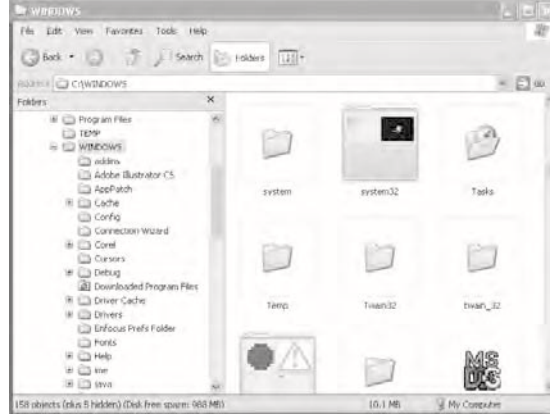 WINDOWS
File Edit View Favorites Tools Help
Back Search Folders
Address C:\WINDOWS Go
Folders
Program Files
TEMP
WINDOWS
addins
Adobe Illustrator CS
AppPatch
Cache
Config
Connection Wizard
Corel
Cursors
Debug
Downloaded Program Files
Driver Cache
Drivers
Enfocus Prefs Folder
Fonts
Help
ime
java
system
system32
Tasks
Temp
Twain32
twain_32
MS
DOS
158 objects (plus 5 hidden) (Disk free space: 988 MB) 10.1 MB My Computer